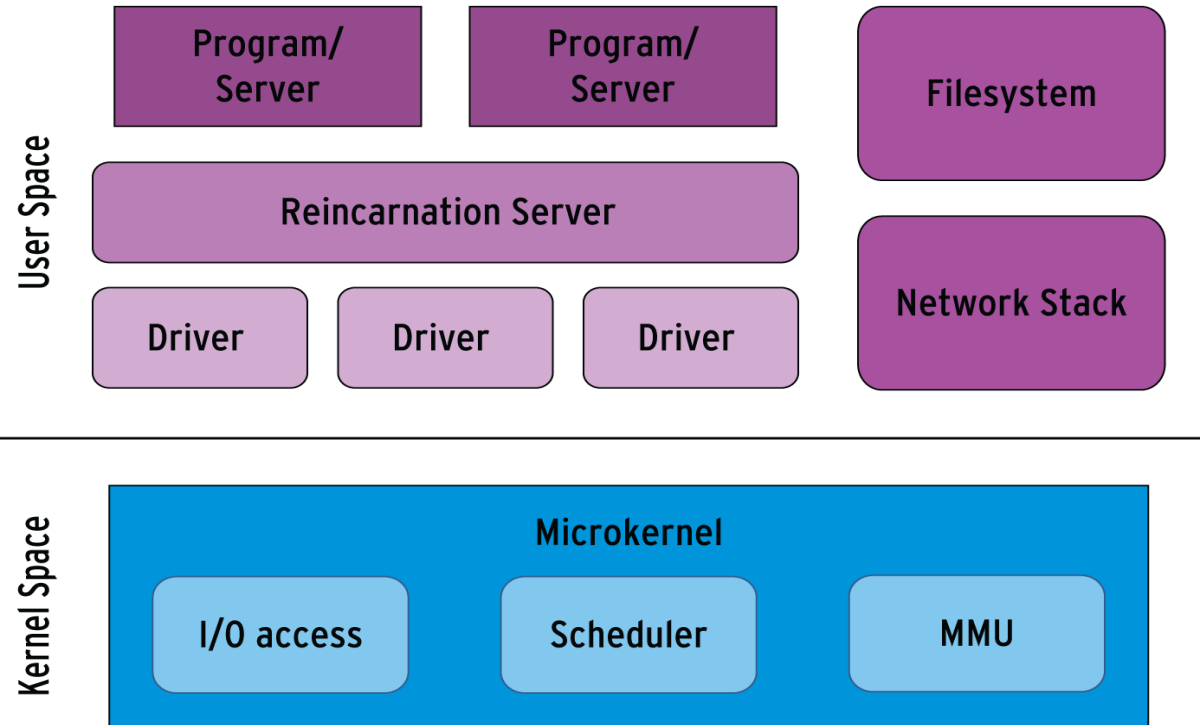 User Space
Program/
Server
Program/
Server
Filesystem
Reincarnation Server
Network Stack
Driver
Driver
Driver
Kernel Space
Microkernel
I/O access
Scheduler
MMU